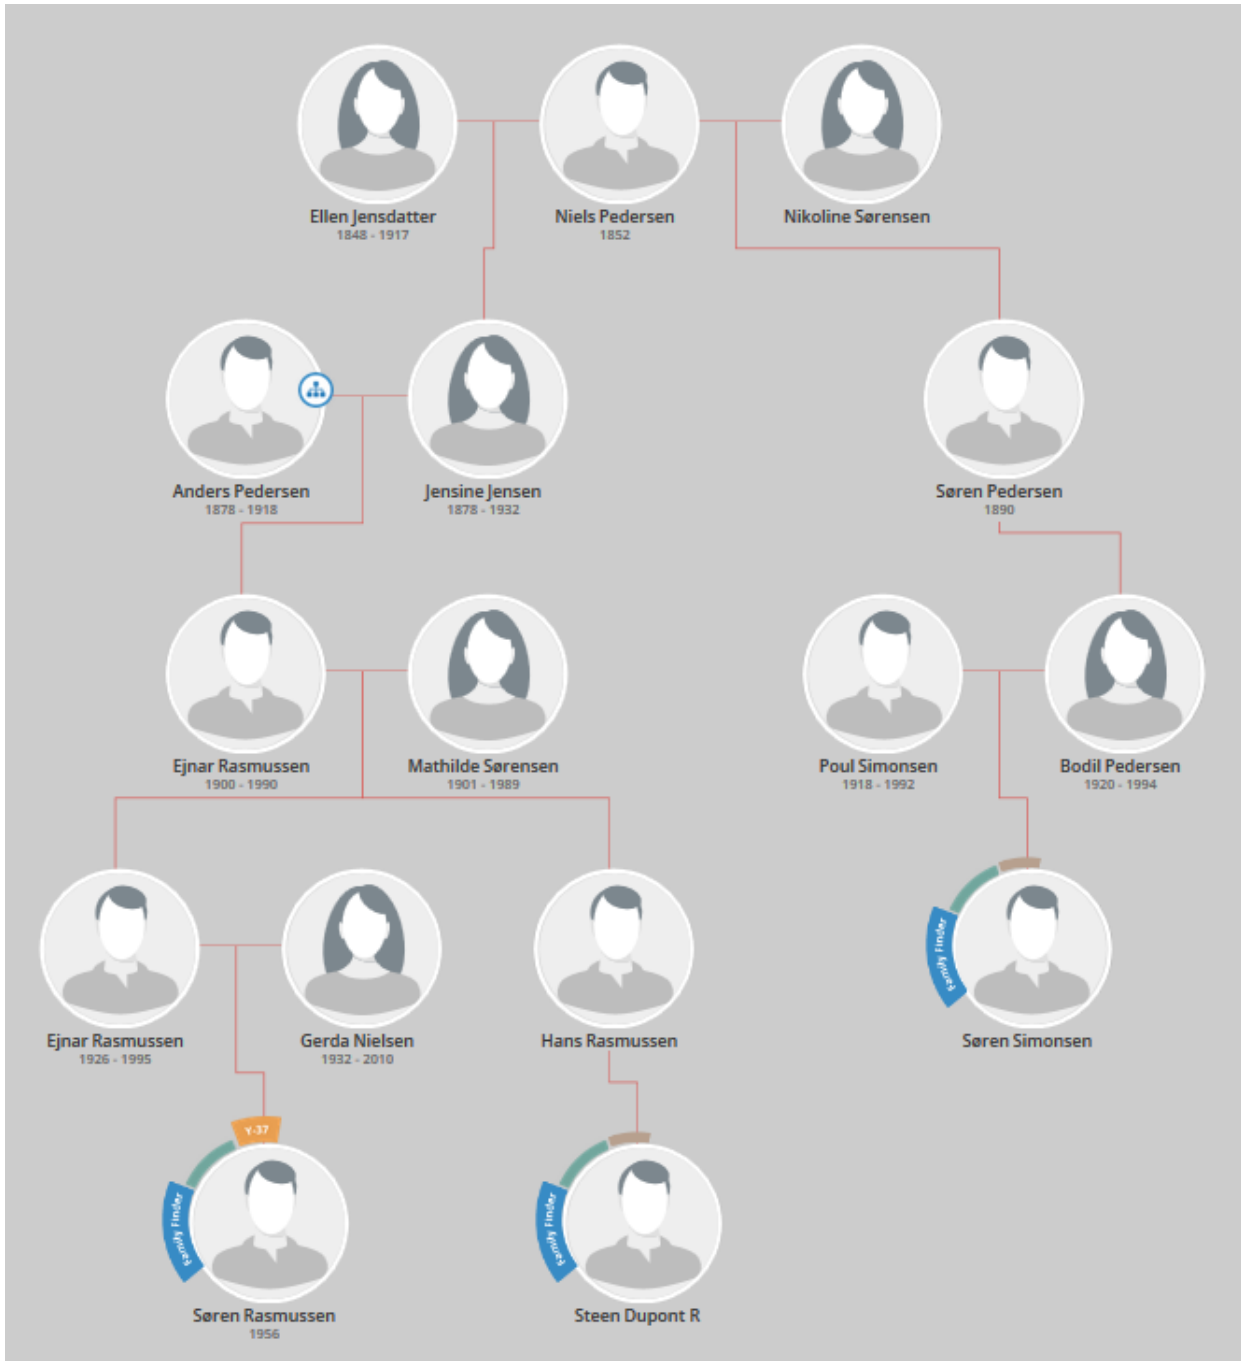 Ellen Jensdatter
1848 - 1917
Niels Pedersen
1852
Nikoline Sørensen
Anders Pedersen
1878 - 1918
Jensine Jensen
1878 - 1932
Søren Pedersen
1890
Ejnar Rasmussen
1900 - 1990
Mathilde Sørensen
1901 - 1989
Poul Simonsen
1918 - 1992
Bodil Pedersen
1920 - 1994
Ejnar Rasmussen
1926 - 1995
Gerda Nielsen
1932 - 2010
Hans Rasmussen
Family Finder
Søren Simonsen
Y-37
Family Finder
Søren Rasmussen
1956
Family Finder
Steen Dupont R